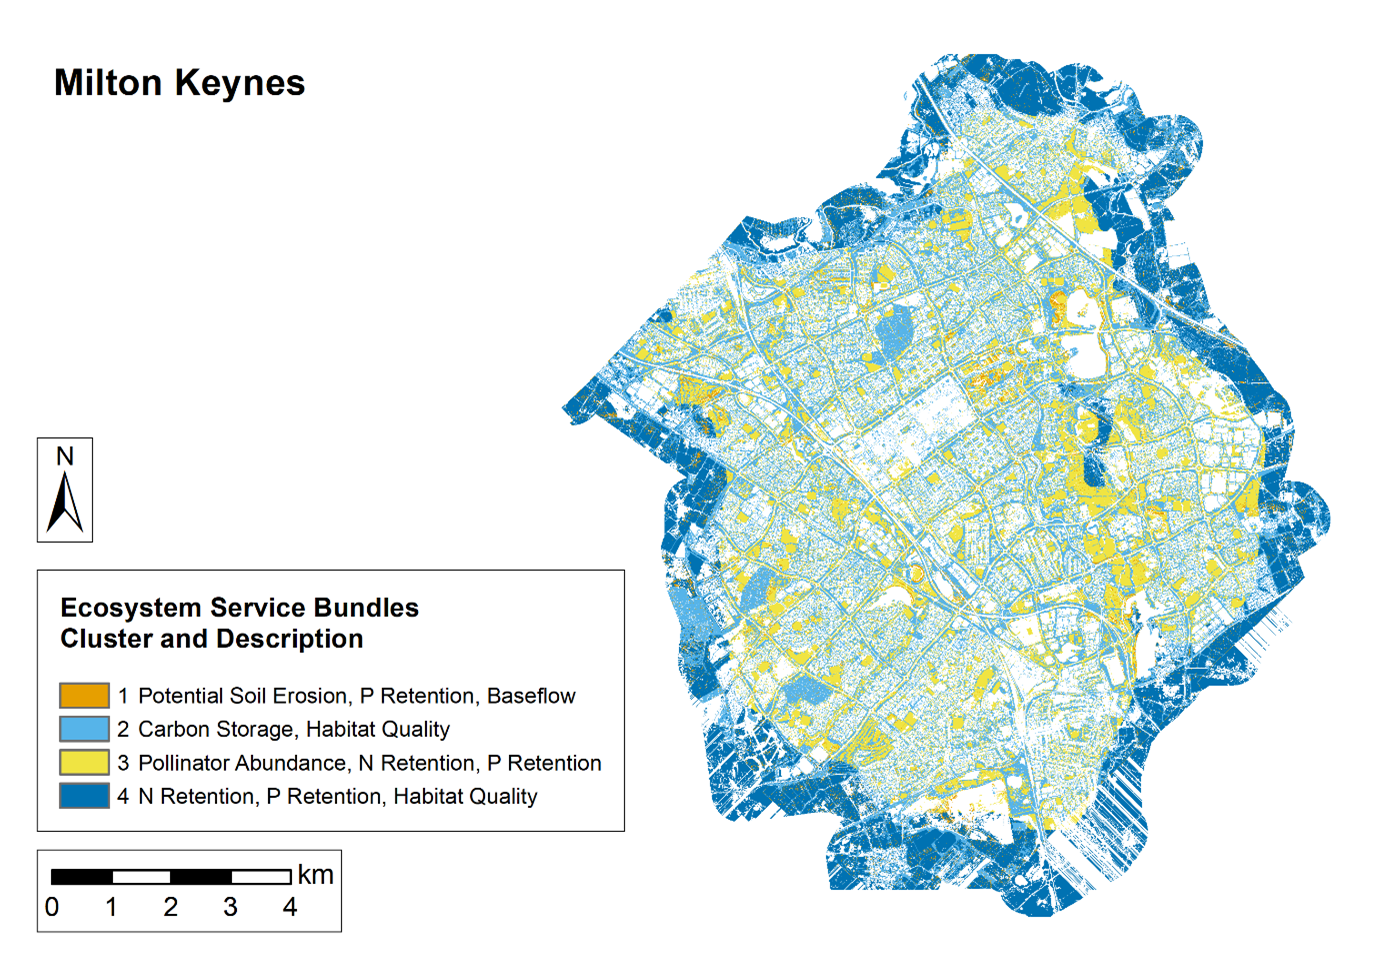 Milton Keynes
N
Ecosystem Service Bundles
Cluster and Description
1 Potential Soil Erosion, P Retention, Baseflow
2 Carbon Storage, Habitat Quality
3 Pollinator Abundance, N Retention, P Retention
4 N Retention, P Retention, Habitat Quality
km
0 1 2 3 4